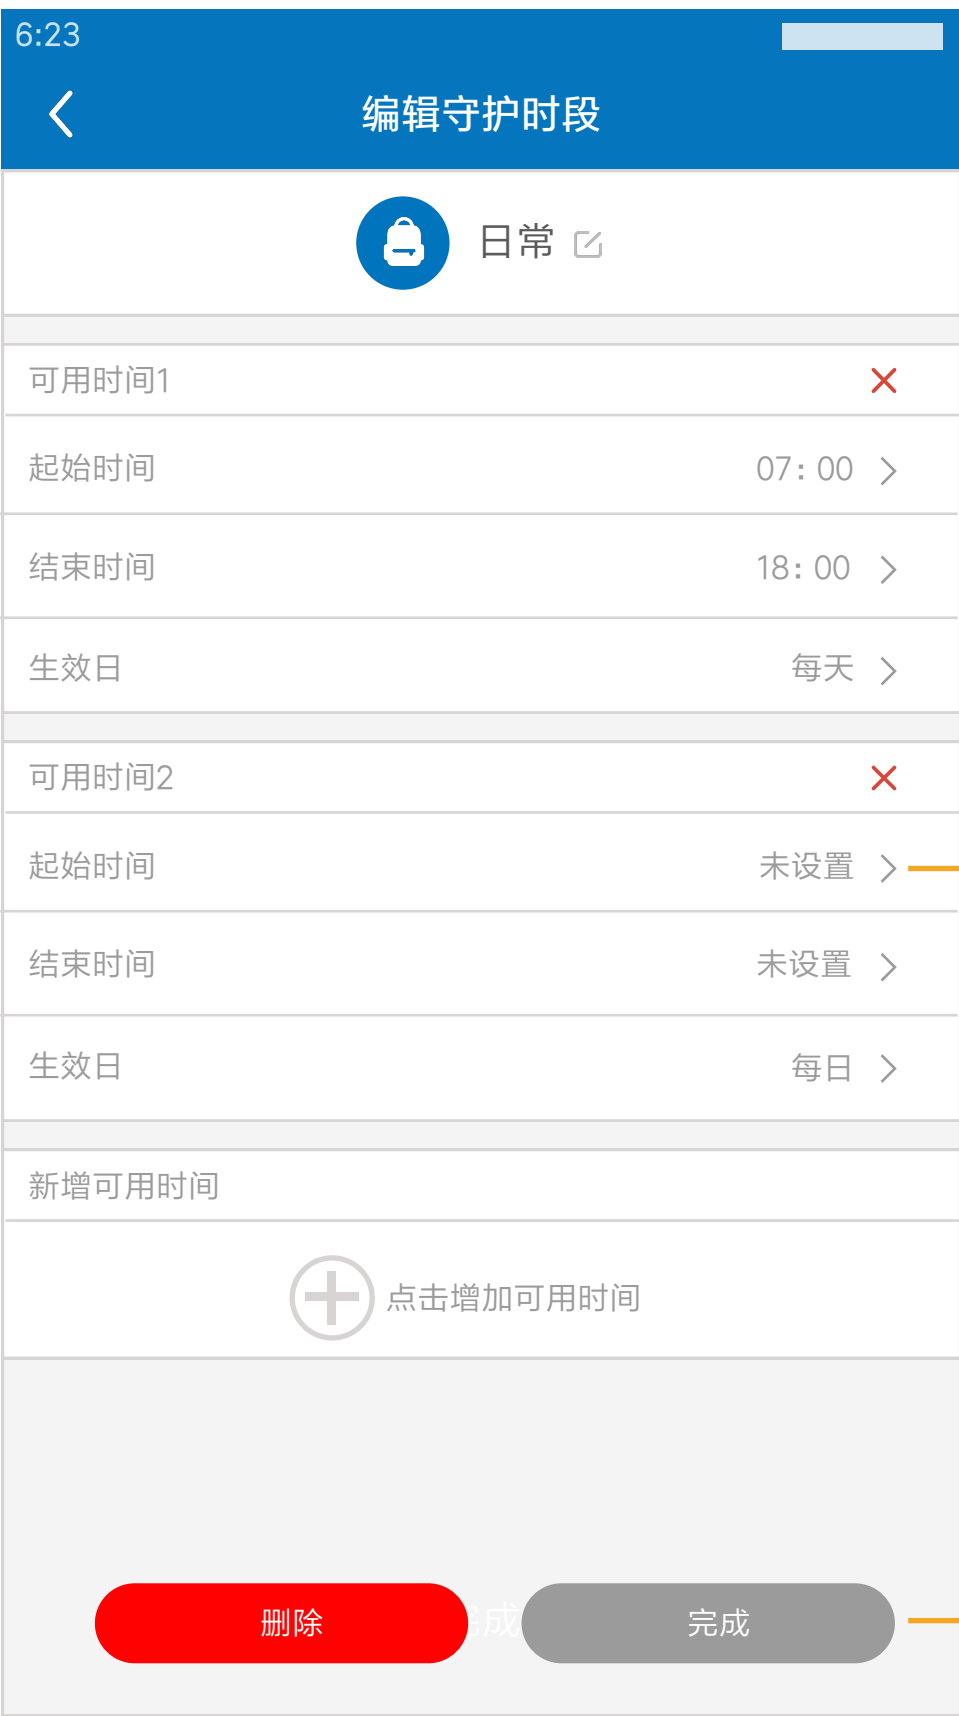 6:23
编辑守护时段
日常
可用时间1
起始时间 07: 00
结束时间 18: 00
生效日 每天
可用时间2
起始时间 未设置
结束时间 未设置
生效日 每日
新增可用时间
点击增加可用时间
删除 成 完成